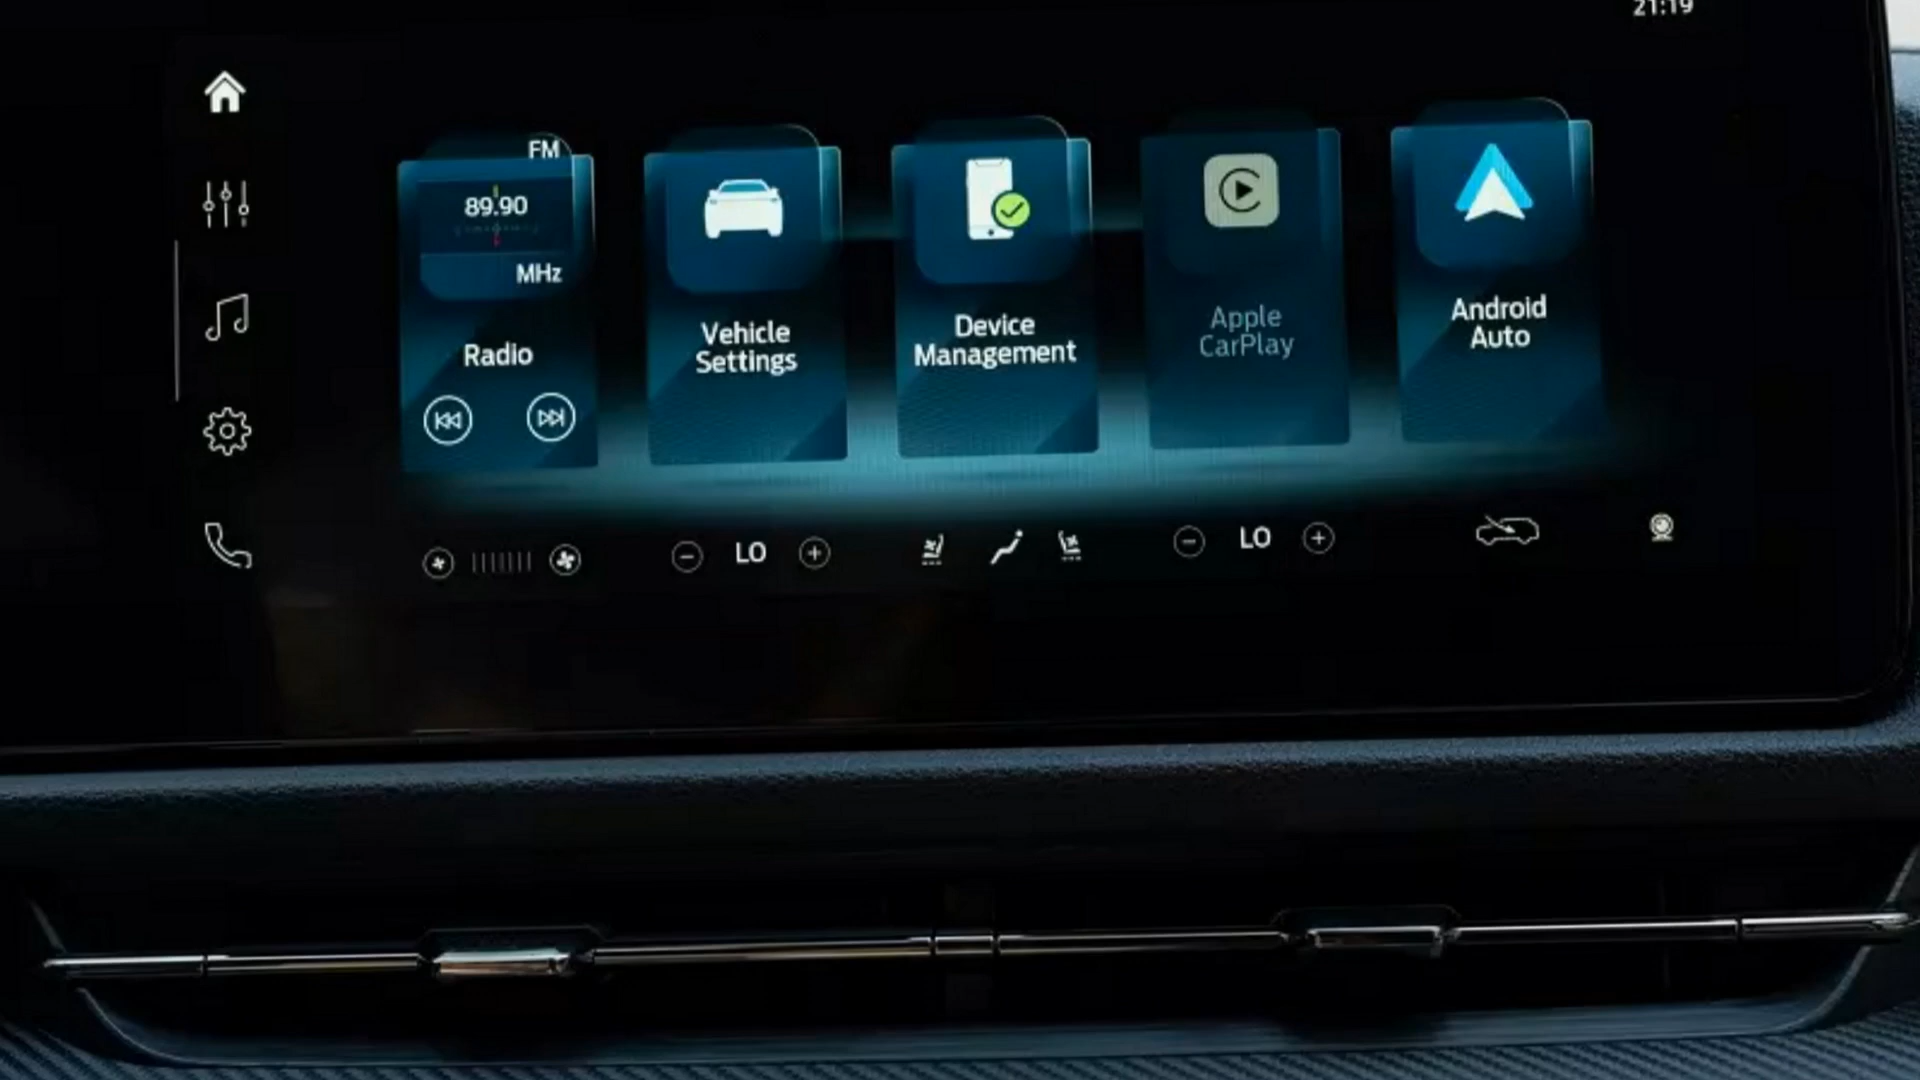 21:19
FM
89.90
MHz
Radio
Vehicle
Settings
Device
Management
Apple
CarPlay
Android
Auto
LO
LO